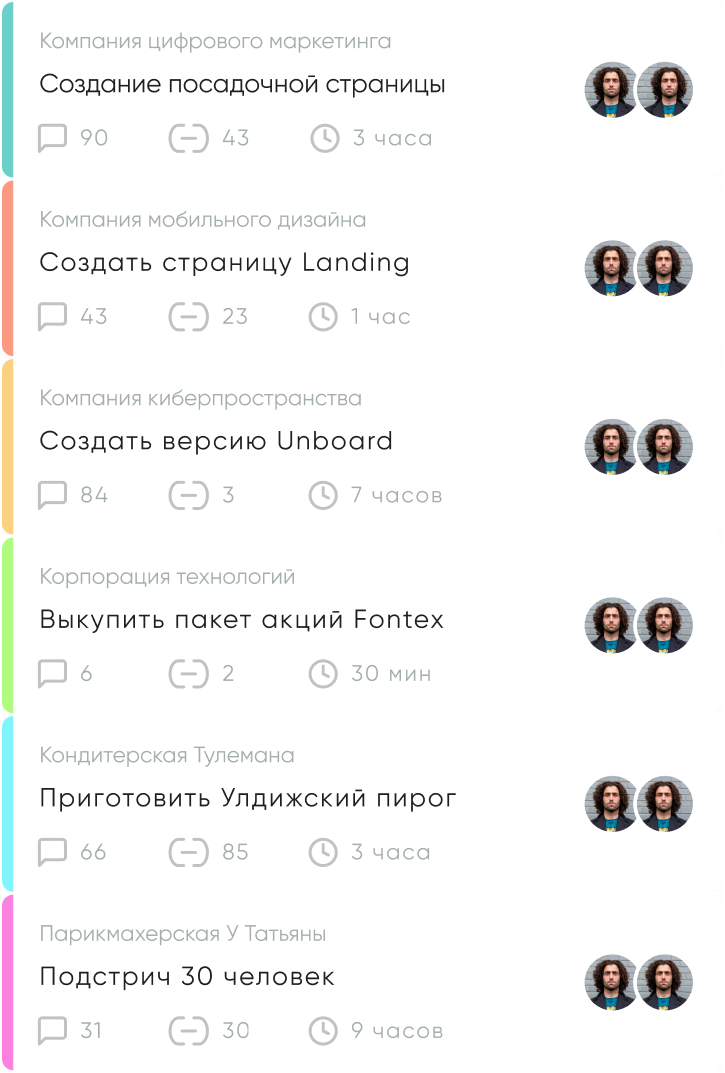 Компания цифрового маркетинга
Создание посадочной страницы
90 43 3 часа
Компания мобильного дизайна
Создать страницу Landing
43 23 1 час
Компания киберпространства
Создать версию Unboard
84 3 7 часов
Корпорация технологий
Выкупить пакет акций Fontex
6 2 30 мин
Кондитерская Тулемана
Приготовить Улдижский пирог
66 85 3 часа
Парикмахерская У Татьяны
Подстрич 30 человек
31 30 9 часов